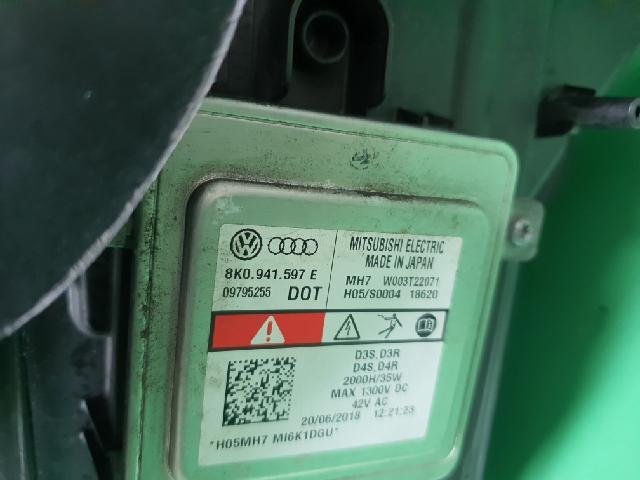 8K0.941.597 E
09795255 DOT
MITSUBISHI ELECTRIC
MADE IN JAPAN
MH7 W003T22071
H05/S0004 18620
D3S, D3R
D4S, D4R
2000H/35W
MAX 1300V DC
42V AC
20/06/2018 12:21:23
*H05MH7 MI6K1DGU*